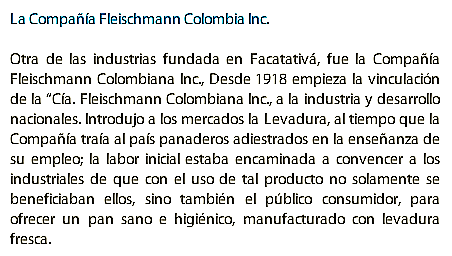 La Compañía Fleischmann Colombia Inc.
Otra de las industrias fundada en Facatativá, fue la Compañía
Fleischmann Colombiana Inc., Desde 1918 empieza la vinculación
de la “Cía. Fleischmann Colombiana Inc., a la industria y desarrollo
nacionales. Introdujo a los mercados la Levadura, al tiempo que la
Compañía traía al país panaderos adiestrados en la enseñanza de
su empleo; la labor inicial estaba encaminada a convencer a los
industriales de que con el uso de tal producto no solamente se
beneficiaban ellos, sino también el público consumidor, para
ofrecer un pan sano e higiénico, manufacturado con levadura
fresca.